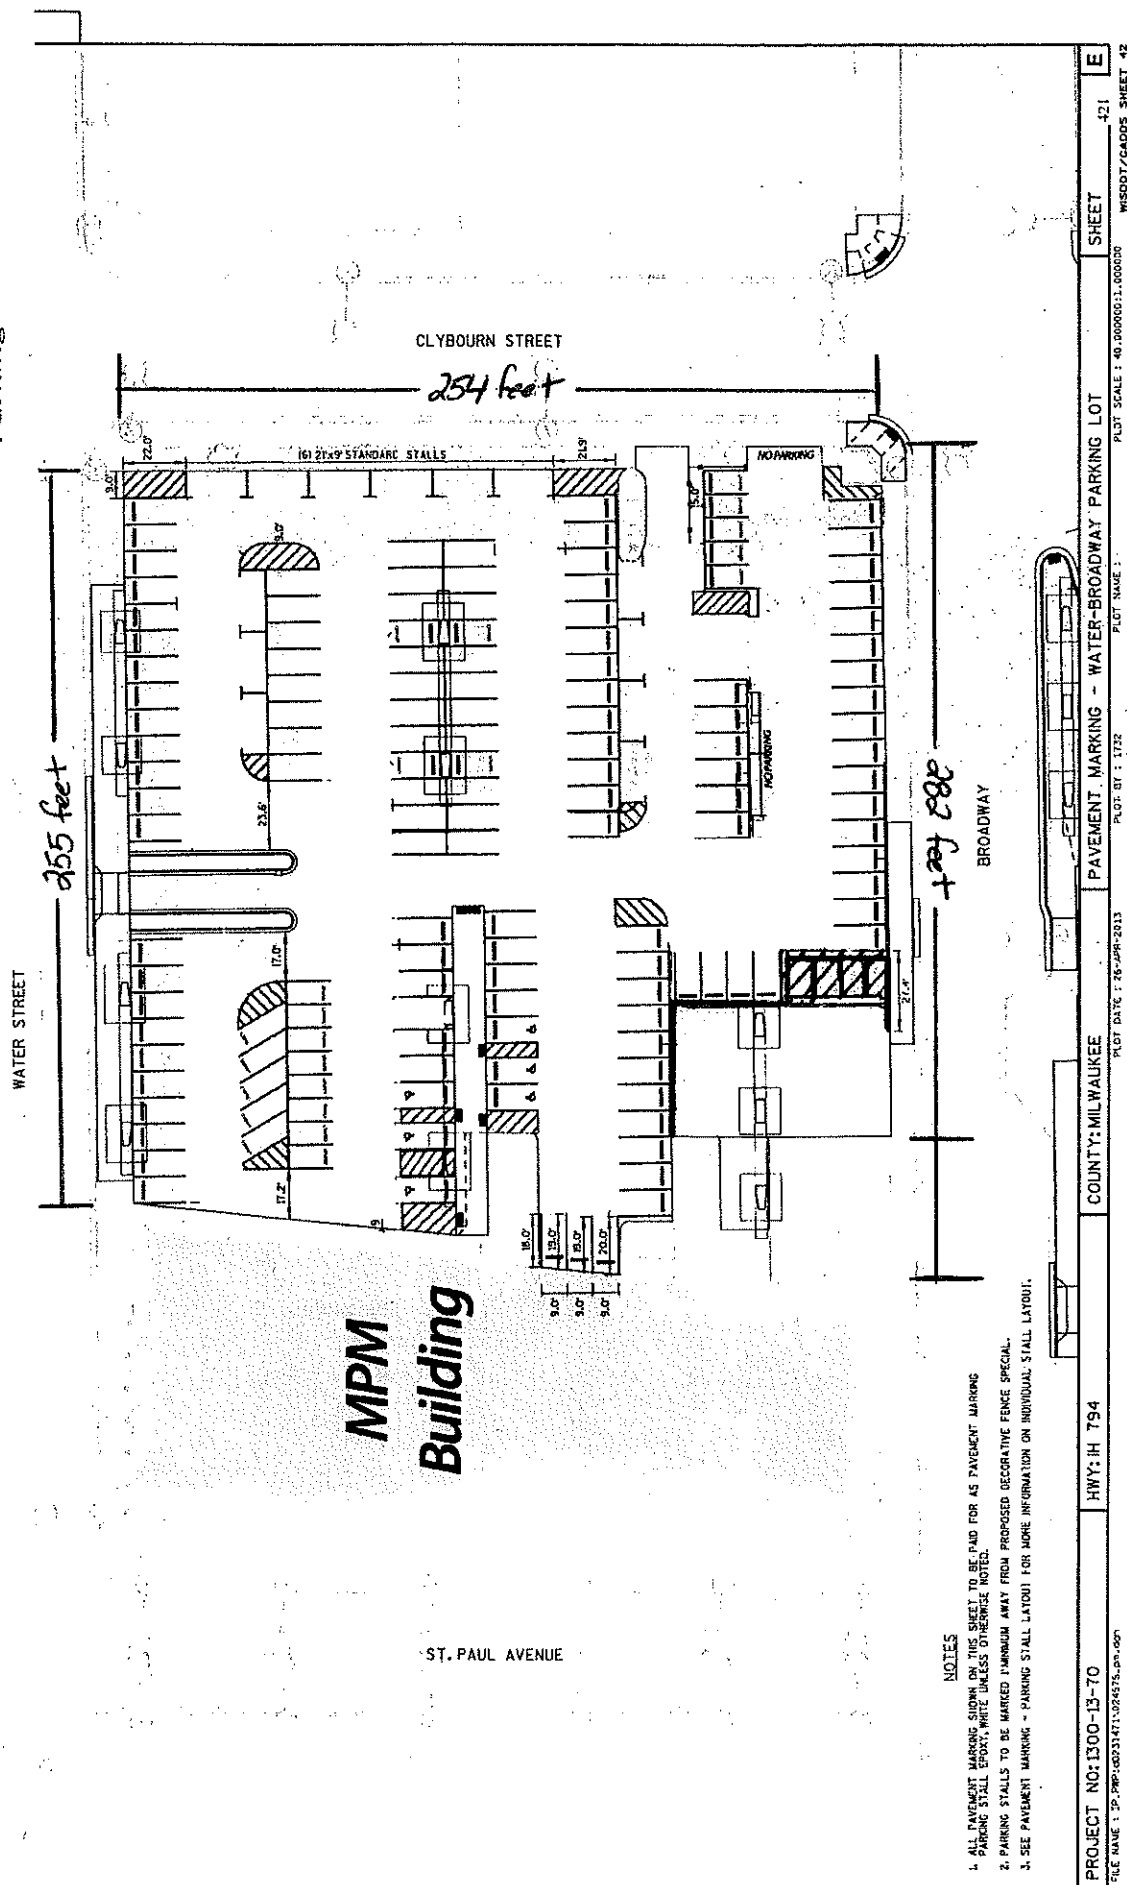 CLYBOURN STREET
254 feet
22.0'
(6) 21'x9' STANDARD STALLS
21.9'
9.0'
NO PARKING
15.0'
9.0'
WATER STREET
255 feet
23.6'
NO PARKING
282 feet
BROADWAY
17.0'
27.4'
17.2'
9
18.0'
19.0'
19.0'
20.0'
9.0'
9.0'
9.0'
MPM
Building
ST. PAUL AVENUE
NOTES
1. ALL PAVEMENT MARKING SHOWN ON THIS SHEET TO BE PAID FOR AS PAVEMENT MARKING
PARKING STALL EPOXY, WHITE UNLESS OTHERWISE NOTED.
2. PARKING STALLS TO BE MARKED 1' MINIMUM AWAY FROM PROPOSED DECORATIVE FENCE SPECIAL.
3. SEE PAVEMENT MARKING - PARKING STALL LAYOUT FOR MORE INFORMATION ON INDIVIDUAL STALL LAYOUT.
PROJECT NO:1300-13-70
HWY:IH 794
COUNTY:MILWAUKEE
PAVEMENT MARKING - WATER-BROADWAY PARKING LOT
SHEET 421
E
PLOT DATE : 26-APR-2013
PLOT BY : 1732
PLOT NAME :
PLOT SCALE : 40.000000:1.000000
WISDOT/CADDS SHEET 42